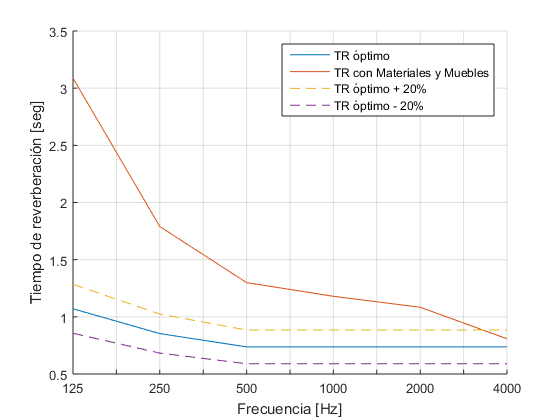 3.5
3
2.5
2
1.5
1
0.5
Tiempo de reverberación [seg]
TR óptimo
TR con Materiales y Muebles
TR óptimo + 20%
TR óptimo - 20%
125 250 500 1000 2000 4000
Frecuencia [Hz]